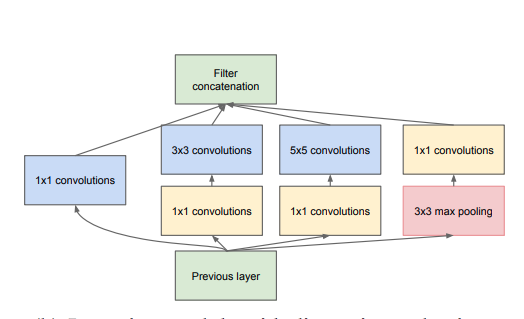 Filter
concatenation
3x3 convolutions
5x5 convolutions
1x1 convolutions
1x1 convolutions
1x1 convolutions
1x1 convolutions
3x3 max pooling
Previous layer